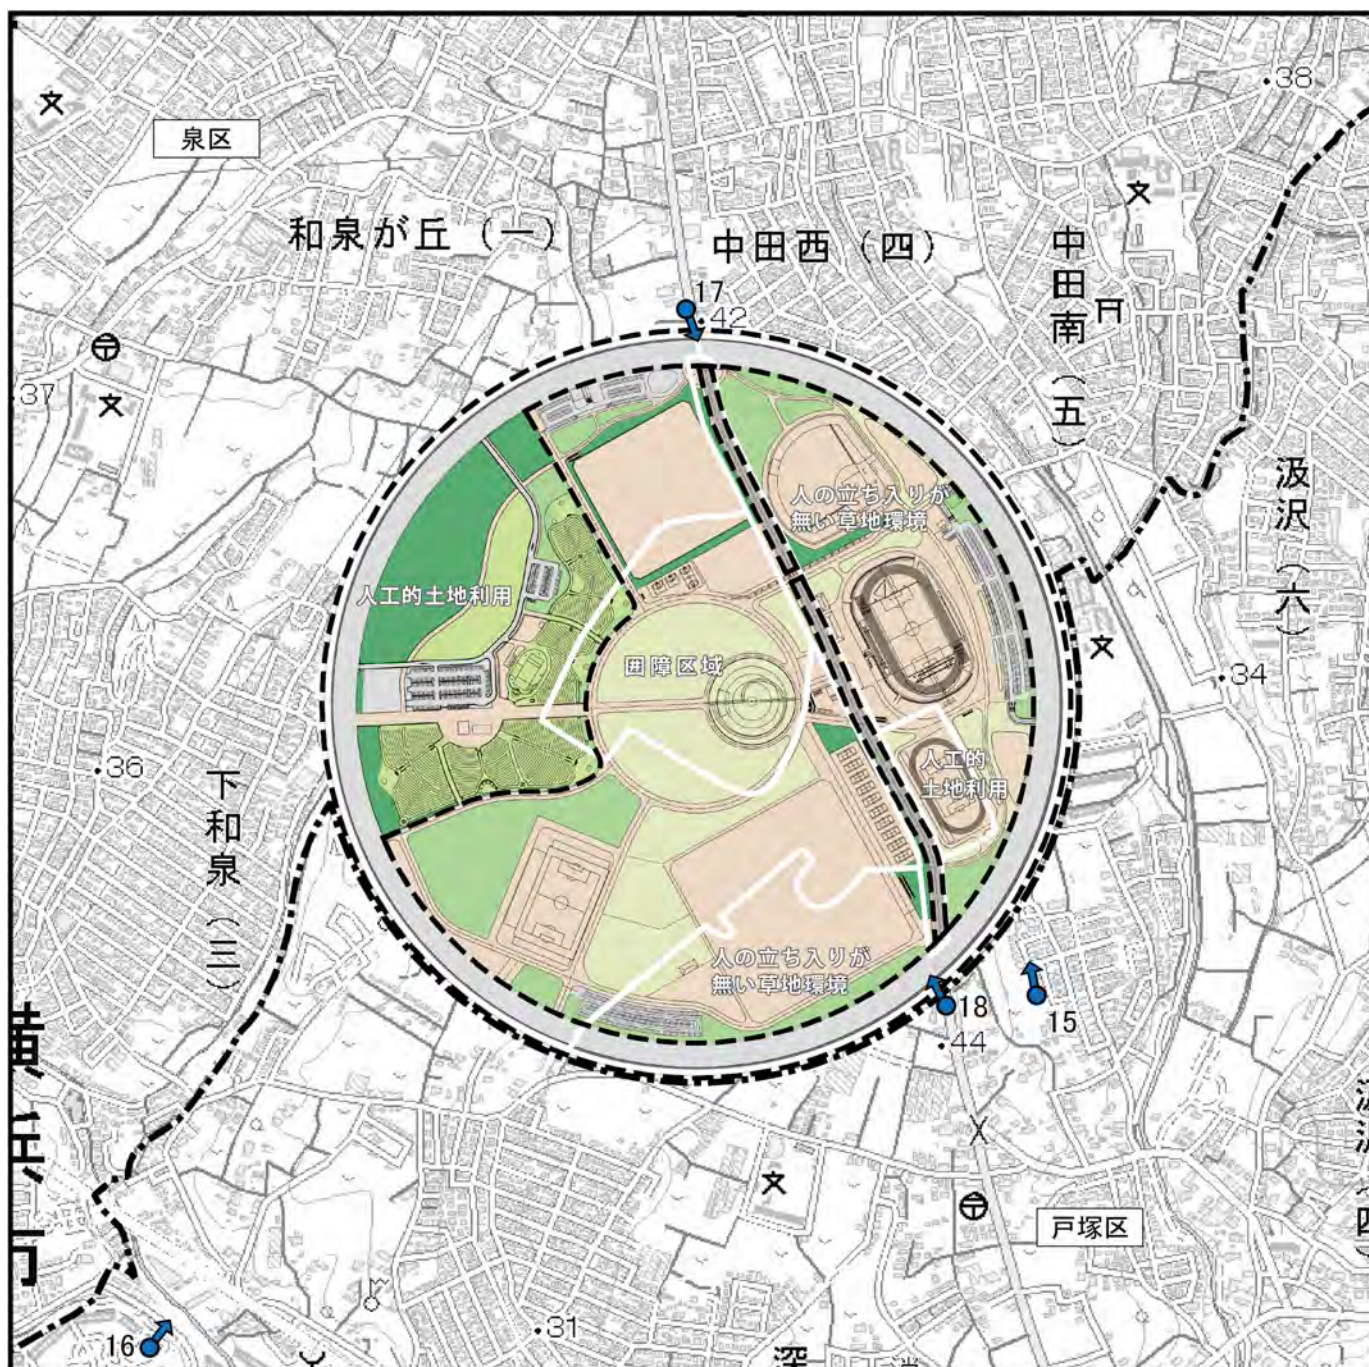 38
泉区
和泉が丘（一）
中田西（四）
中田南（五）
17
42
37
汲沢（六）
人の立ち入りが
無い草地環境
人工的土地利用
囲障区域
34
36
下和泉（三）
人工的
土地利用
人の立ち入りが
無い草地環境
18
15
44
横浜市
戸塚区
16
31
深